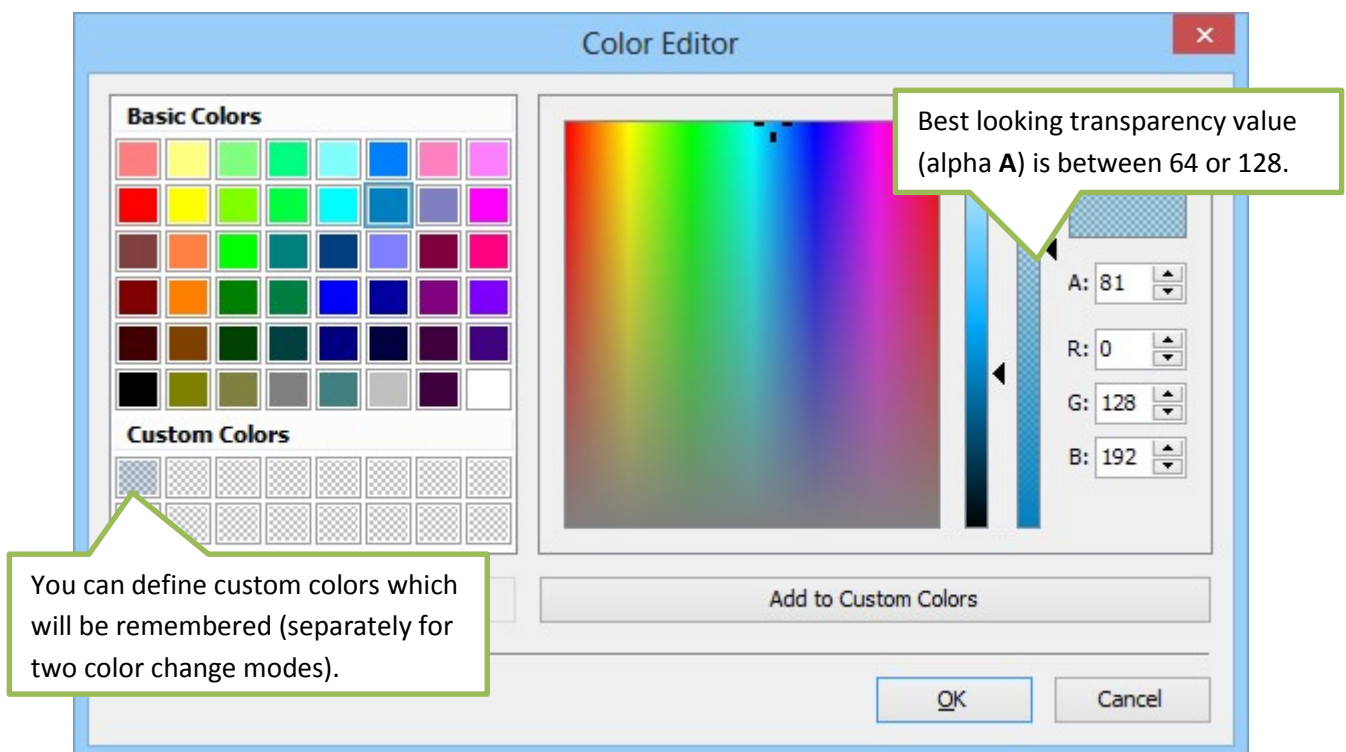 Color Editor
Basic Colors
Best looking transparency value
(alpha A) is between 64 or 128.
A: 81
R: 0
G: 128
B: 192
Custom Colors
You can define custom colors which
will be remembered (separately for
two color change modes).
Add to Custom Colors
OK
Cancel